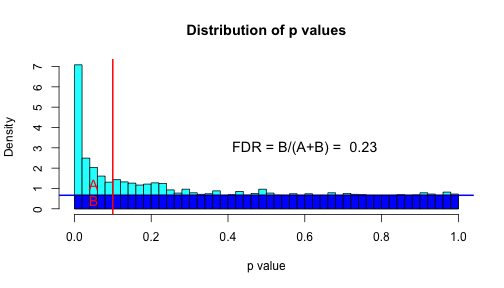 Distribution of p values
Density
7
6
5
4
3
2
1
0
FDR = B/(A+B) =  0.23
A
B
0.0 0.2 0.4 0.6 0.8 1.0
p value